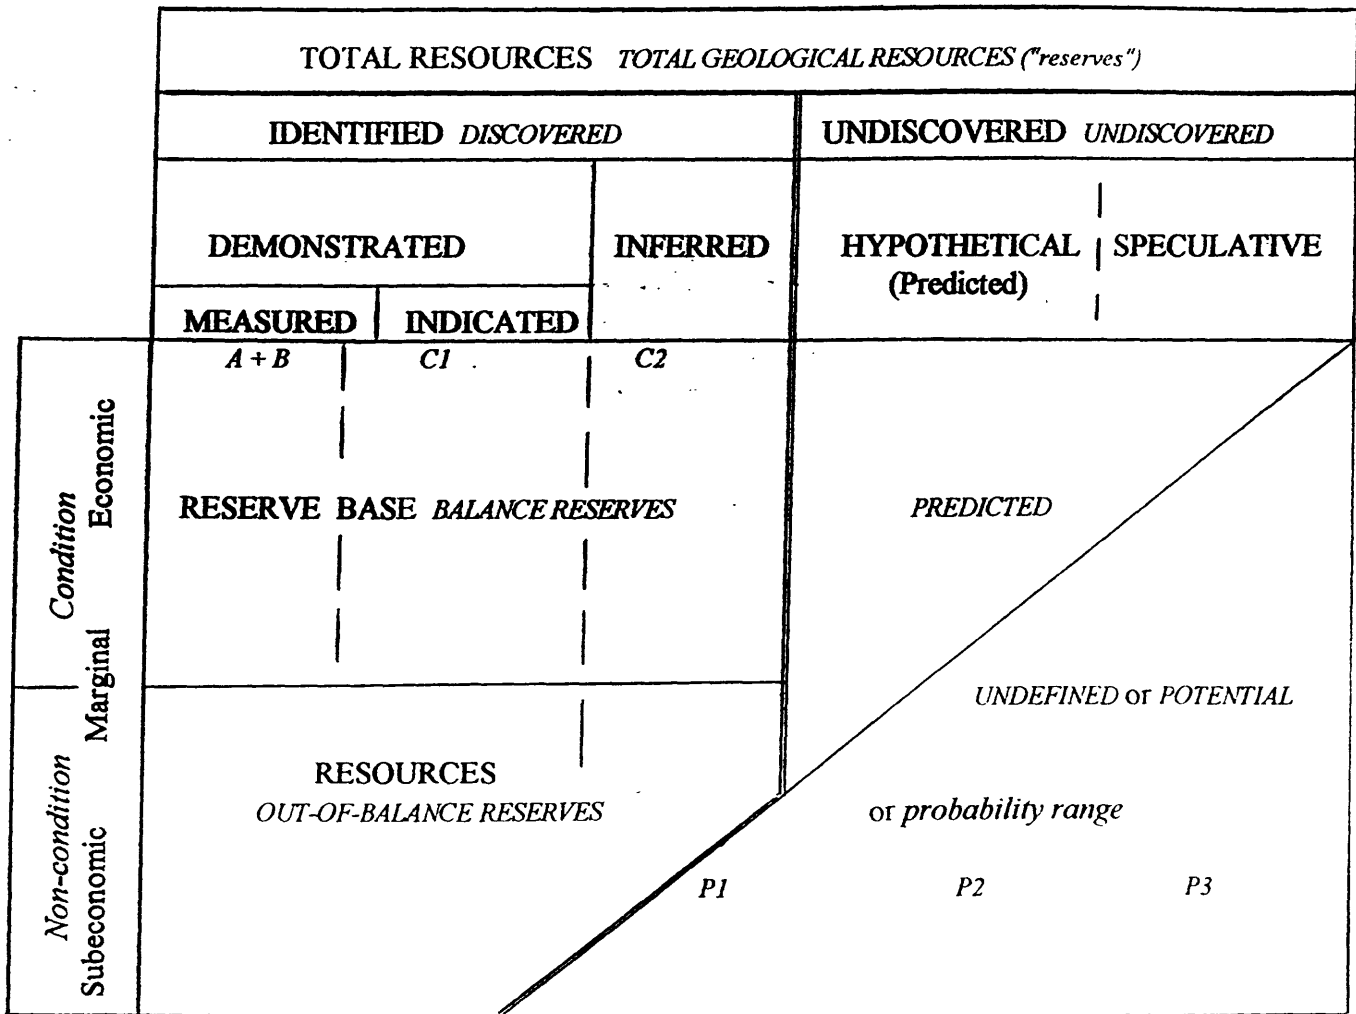 TOTAL RESOURCES TOTAL GEOLOGICAL RESOURCES ("reserves")
IDENTIFIED DISCOVERED
UNDISCOVERED UNDISCOVERED
DEMONSTRATED
INFERRED
HYPOTHETICAL
(Predicted)
SPECULATIVE
MEASURED
INDICATED
A + B
C1
C2
Condition
Economic
Marginal
Non-condition
Subeconomic
RESERVE BASE BALANCE RESERVES
PREDICTED
UNDEFINED or POTENTIAL
RESOURCES
OUT-OF-BALANCE RESERVES
or probability range
P1
P2
P3